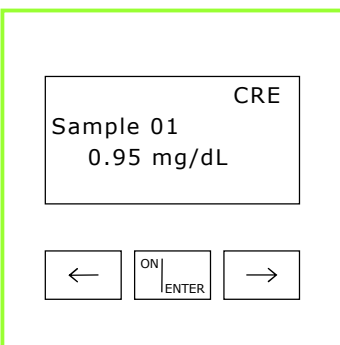 CRE
Sample 01
0.95 mg/dL
← ON ENTER →